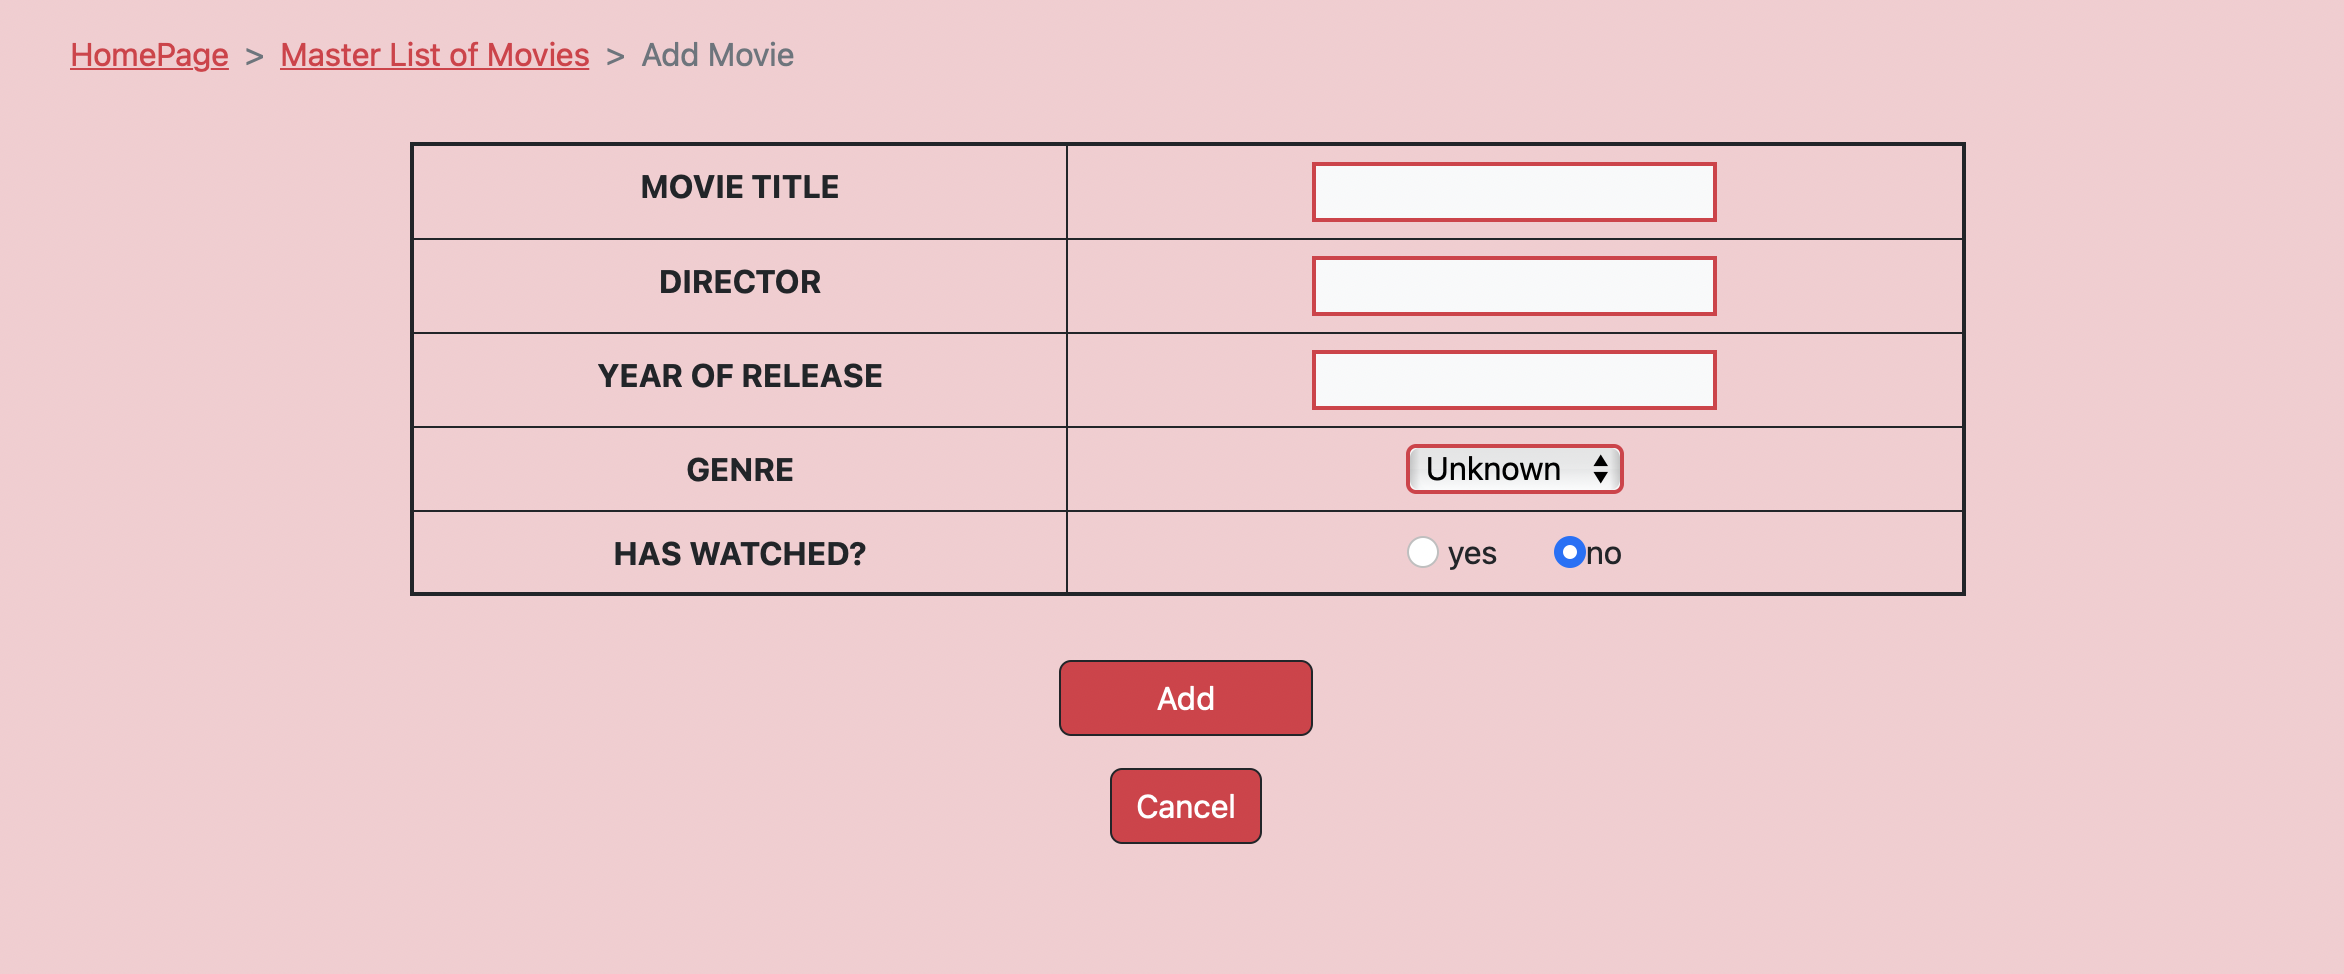 HomePage > Master List of Movies > Add Movie
MOVIE TITLE
DIRECTOR
YEAR OF RELEASE
GENRE Unknown
HAS WATCHED? yes no
Add
Cancel